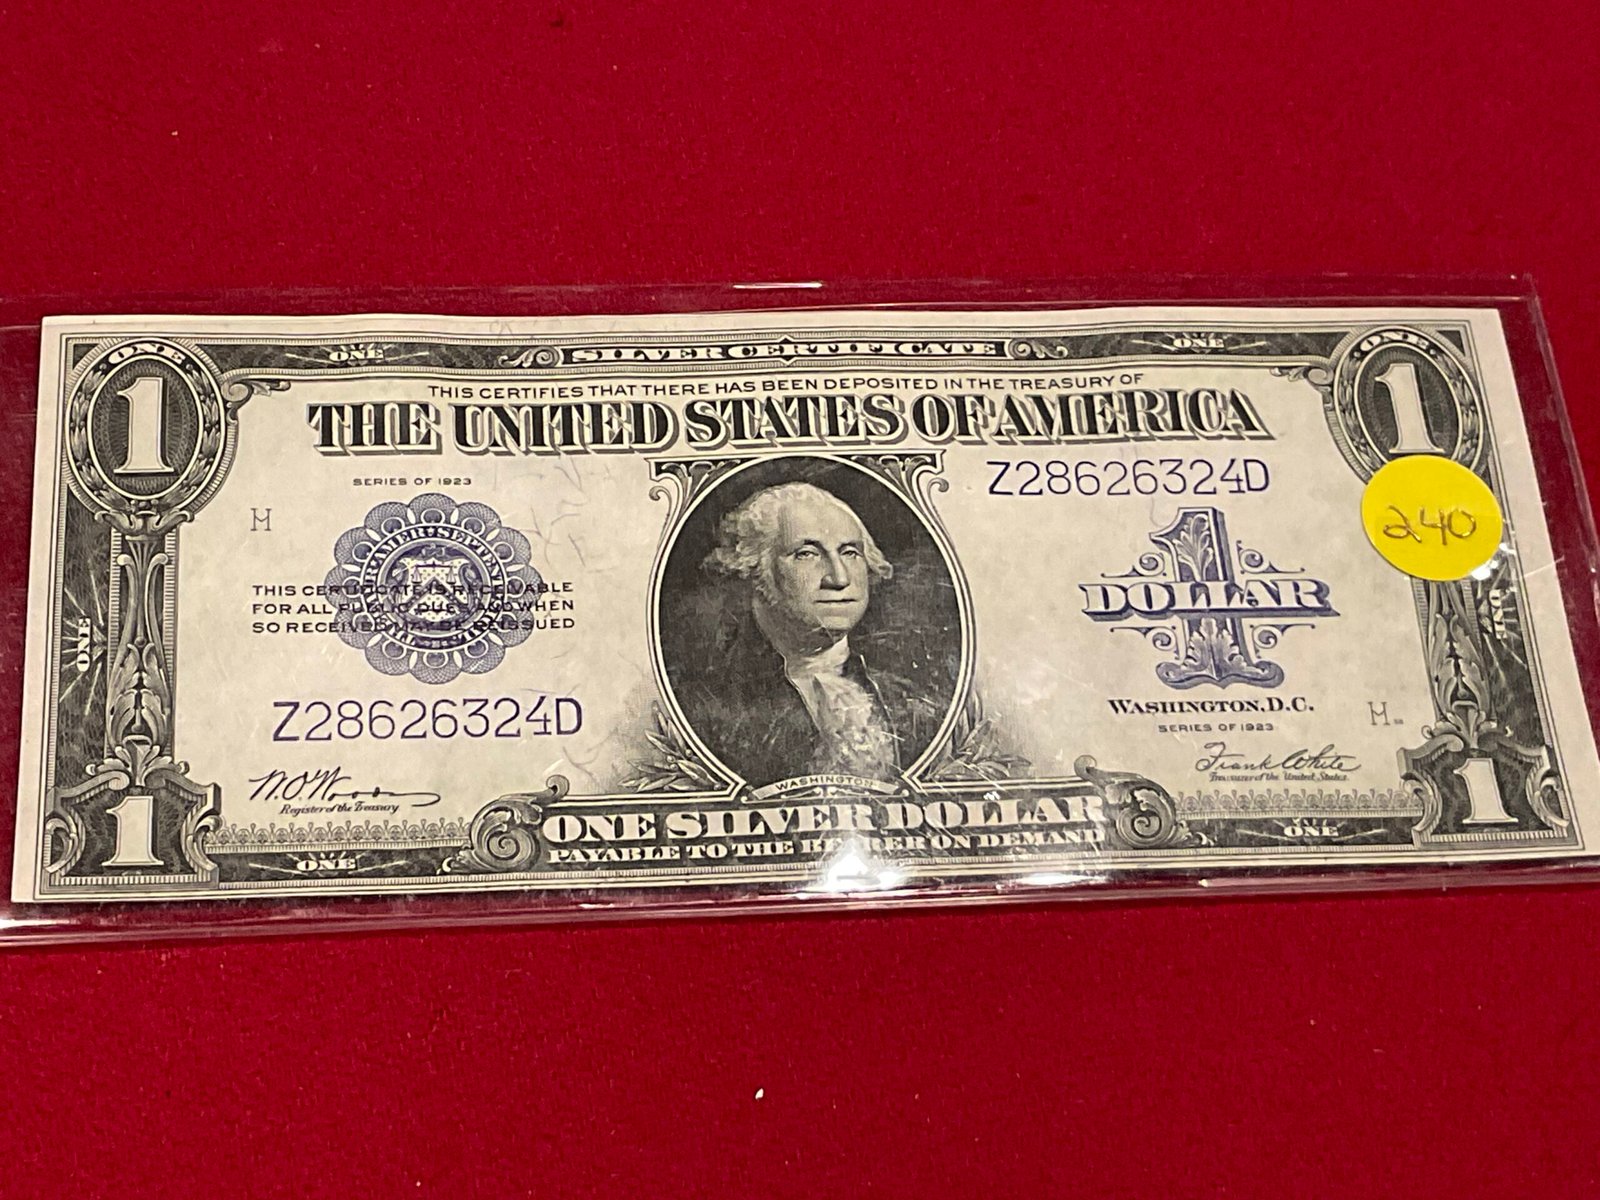 ONE ONE SILVER CERTIFICATE ONE ONE
1 THIS CERTIFIES THAT THERE HAS BEEN DEPOSITED IN THE TREASURY OF 1
THE UNITED STATES OF AMERICA
SERIES OF 1923
Z28626324D
H
240
THIS CERTIFICATE IS RECEIVABLE
FOR ALL PUBLIC DUES AND WHEN
SO RECEIVED MAY BE REISSUED
1
DOLLAR
ONE
ONE
Z28626324D
WASHINGTON, D.C.
SERIES OF 1923
H
N.O. Woods
Register of the Treasury
WASHINGTON
Frank White
Treasurer of the United States.
1 ONE SILVER DOLLAR 1
PAYABLE TO THE BEARER ON DEMAND
ONE ONE